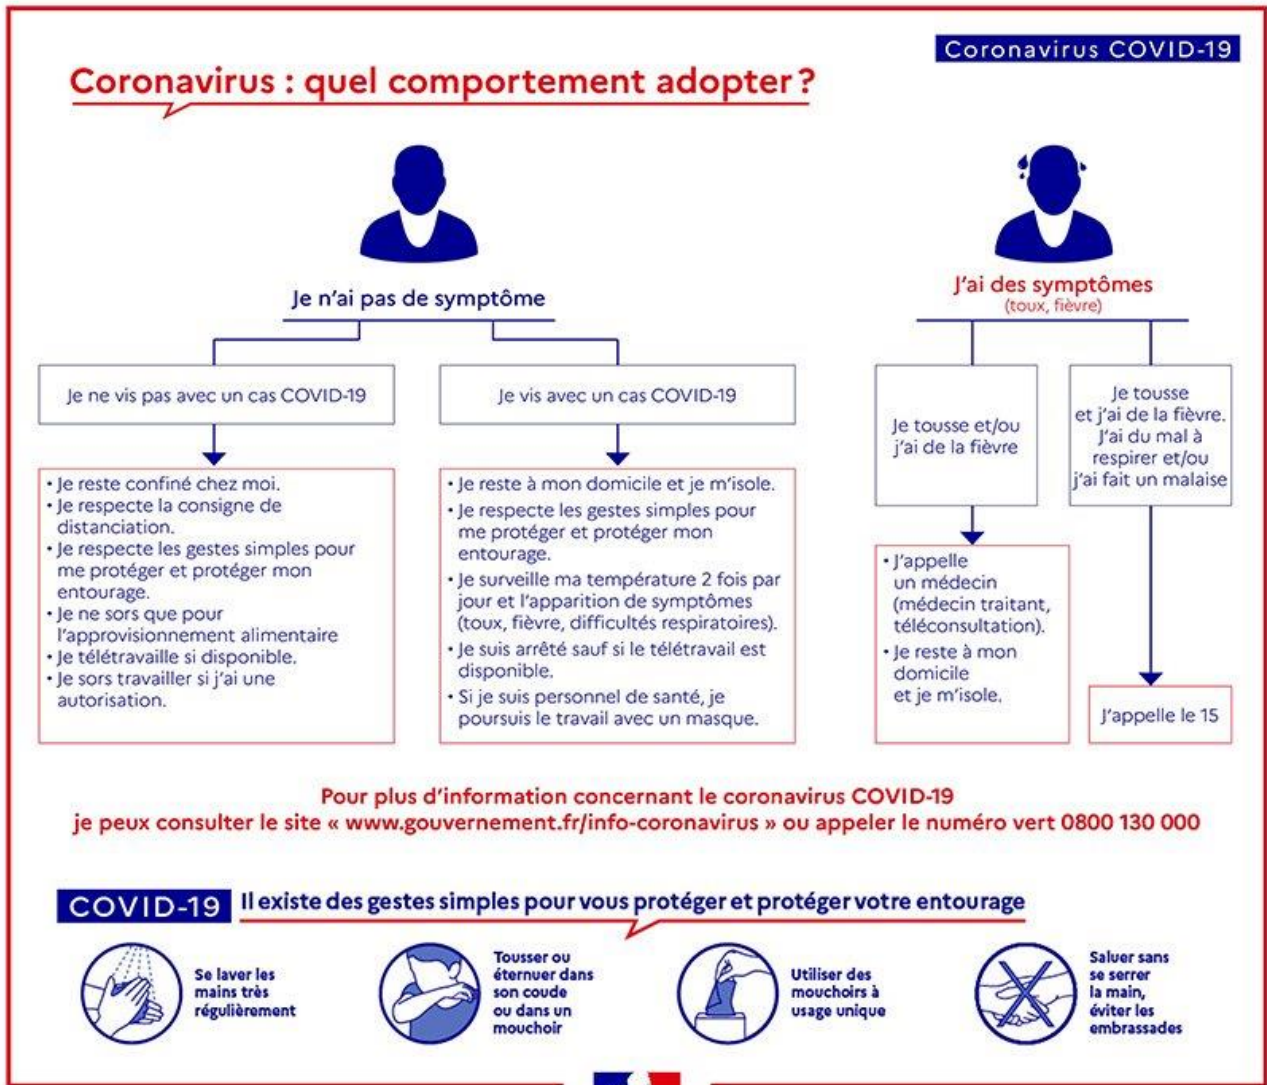 Coronavirus COVID-19
Coronavirus : quel comportement adopter ?
Je n'ai pas de symptôme
J'ai des symptômes
(toux, fièvre)
Je ne vis pas avec un cas COVID-19
• Je reste confiné chez moi.
• Je respecte la consigne de
distanciation.
• Je respecte les gestes simples pour
me protéger et protéger mon
entourage.
• Je ne sors que pour
l'approvisionnement alimentaire
• Je télétravaille si disponible.
• Je sors travailler si j'ai une
autorisation.
Je vis avec un cas COVID-19
• Je reste à mon domicile et je m'isole.
• Je respecte les gestes simples pour
me protéger et protéger mon
entourage.
• Je surveille ma température 2 fois par
jour et l'apparition de symptômes
(toux, fièvre, difficultés respiratoires).
• Je suis arrêté sauf si le télétravail est
disponible.
• Si je suis personnel de santé, je
poursuis le travail avec un masque.
Je tousse et/ou
j'ai de la fièvre
• J'appelle
un médecin
(médecin traitant,
téléconsultation).
• Je reste à mon
domicile
et je m'isole.
Je tousse
et j'ai de la fièvre.
J'ai du mal à
respirer et/ou
j'ai fait un malaise
J'appelle le 15
Pour plus d'information concernant le coronavirus COVID-19
je peux consulter le site « www.gouvernement.fr/info-coronavirus » ou appeler le numéro vert 0800 130 000
COVID-19 Il existe des gestes simples pour vous protéger et protéger votre entourage
Se laver les
mains très
régulièrement
Tousser ou
éternuer dans
son coude
ou dans un
mouchoir
Utiliser des
mouchoirs à
usage unique
Saluer sans
se serrer
la main,
éviter les
embrassades